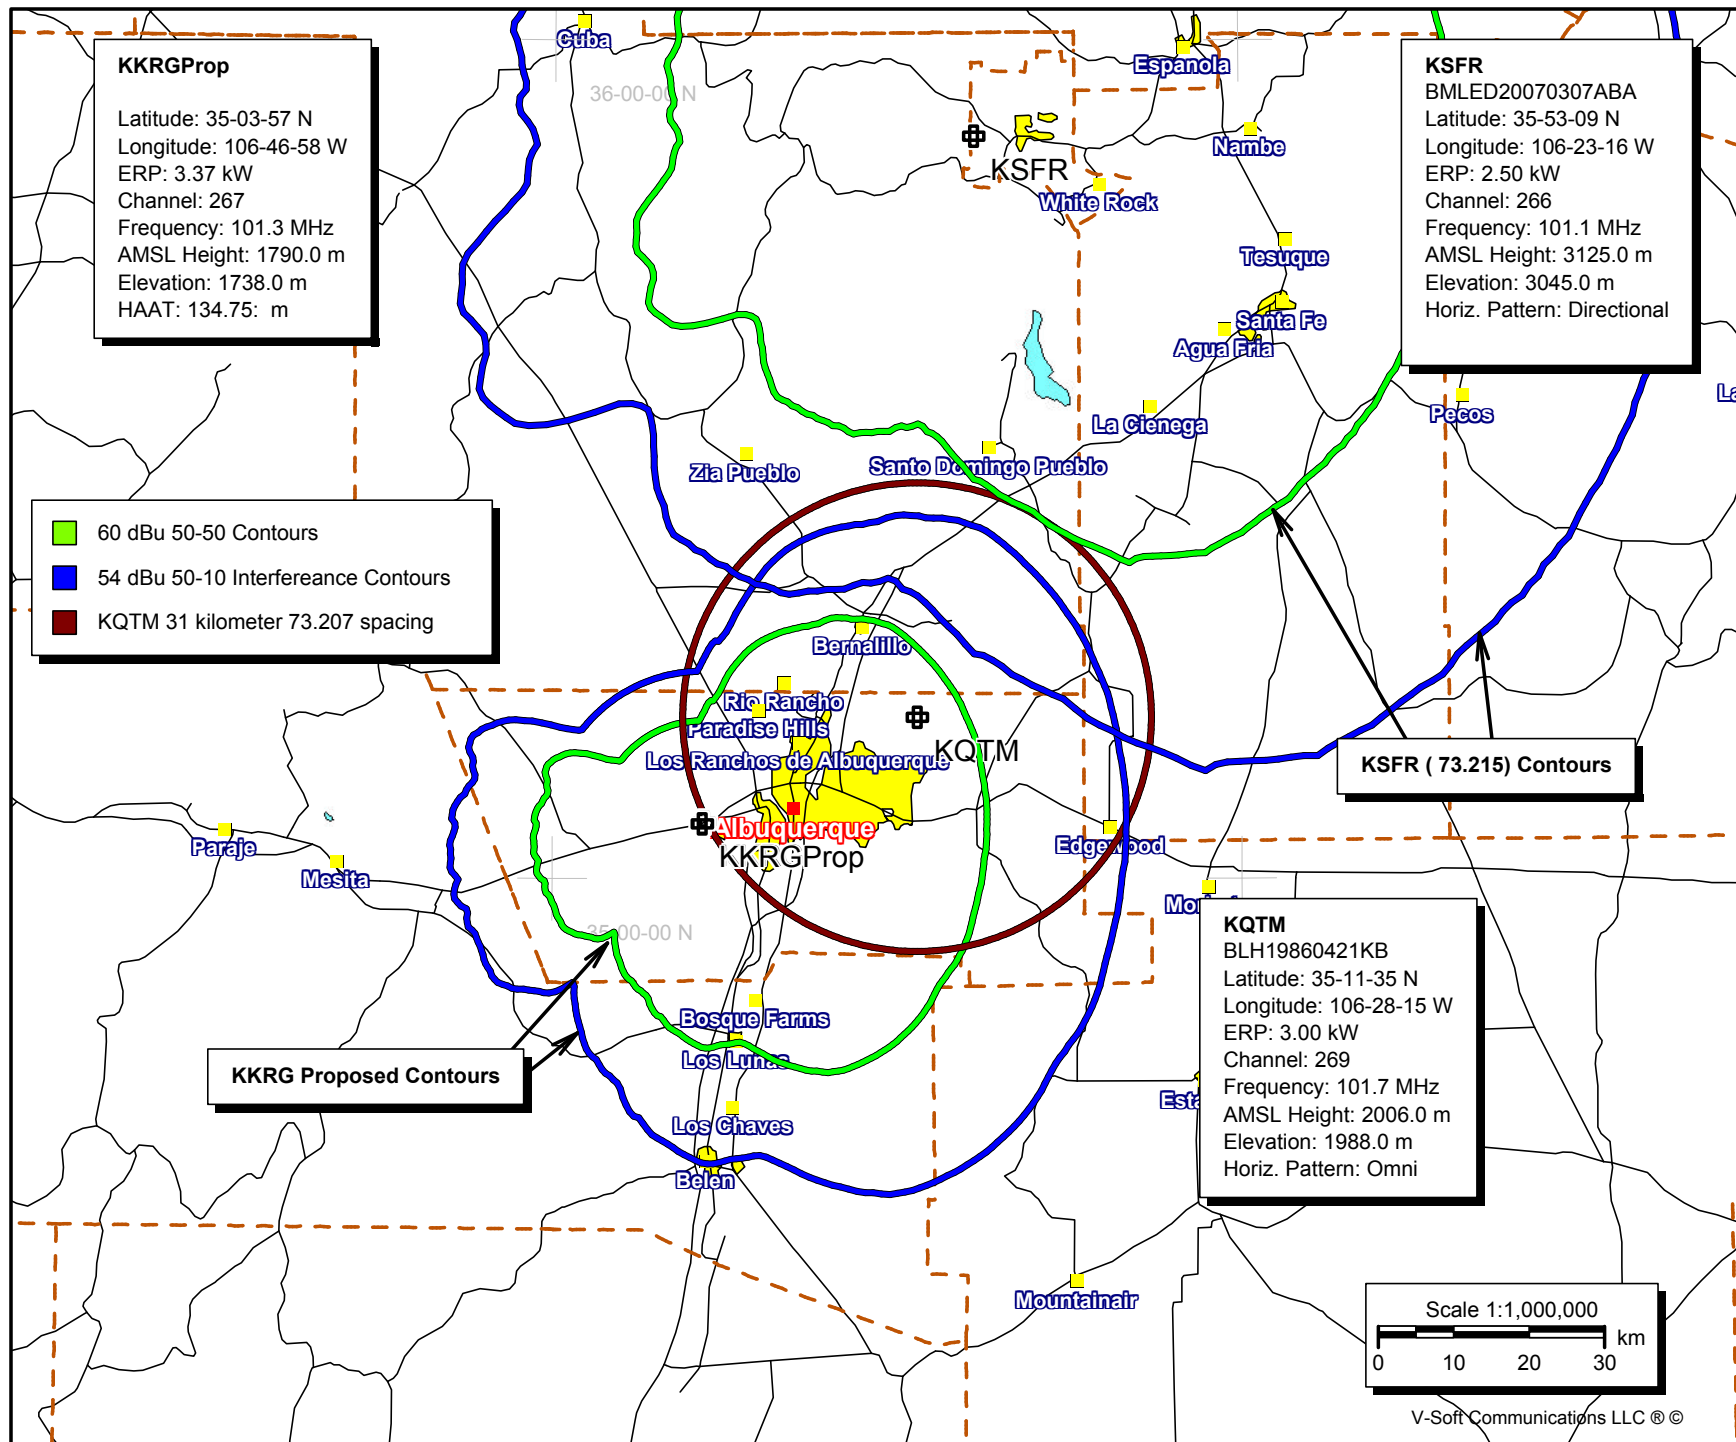 KKRGProp
Latitude: 35-03-57 N
Longitude: 106-46-58 W
ERP: 3.37 kW
Channel: 267
Frequency: 101.3 MHz
AMSL Height: 1790.0 m
Elevation: 1738.0 m
HAAT: 134.75:  m
Cuba
36-00-00 N
Espanola
KSFR
BMLED20070307ABA
Latitude: 35-53-09 N
Longitude: 106-23-16 W
ERP: 2.50 kW
Channel: 266
Frequency: 101.1 MHz
AMSL Height: 3125.0 m
Elevation: 3045.0 m
Horiz. Pattern: Directional
Nambe
KSFR
White Rock
Tesuque
Santa Fe
Agua Fria
La
Pecos
La Cienega
Zia Pueblo
Santo Domingo Pueblo
60 dBu 50-50 Contours
54 dBu 50-10 Interfereance Contours
KQTM 31 kilometer 73.207 spacing
Bernalillo
Rio Rancho
Paradise Hills
KQTM
Los Ranchos de Albuquerque
KSFR ( 73.215) Contours
Albuquerque
KKRGProp
Edgewood
Paraje
Mesita
Mori
35-00-00 N
KQTM
BLH19860421KB
Latitude: 35-11-35 N
Longitude: 106-28-15 W
ERP: 3.00 kW
Channel: 269
Frequency: 101.7 MHz
AMSL Height: 2006.0 m
Elevation: 1988.0 m
Horiz. Pattern: Omni
Bosque Farms
Los Lunas
KKRG Proposed Contours
Esta
Los Chaves
Belen
Mountainair
Scale 1:1,000,000
km
0 10 20 30
V-Soft Communications LLC ® ©